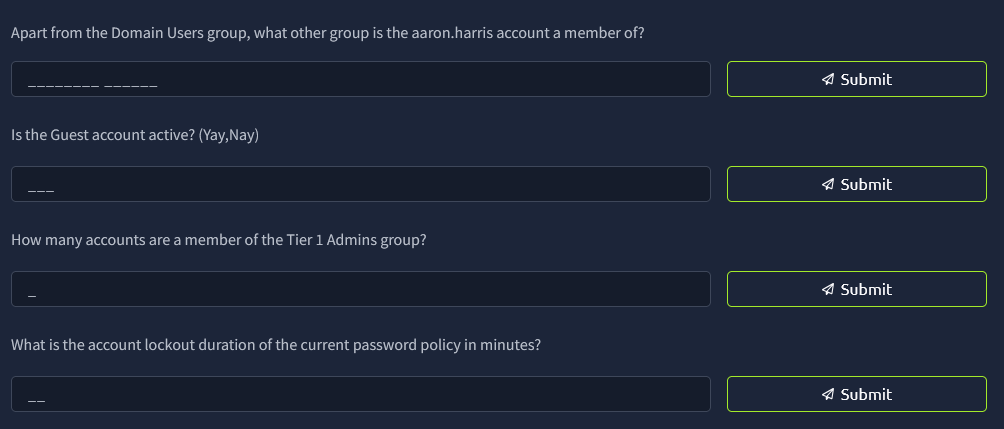 Apart from the Domain Users group, what other group is the aaron.harris account a member of?
________ ______ Submit
Is the Guest account active? (Yay,Nay)
___ Submit
How many accounts are a member of the Tier 1 Admins group?
_ Submit
What is the account lockout duration of the current password policy in minutes?
__ Submit